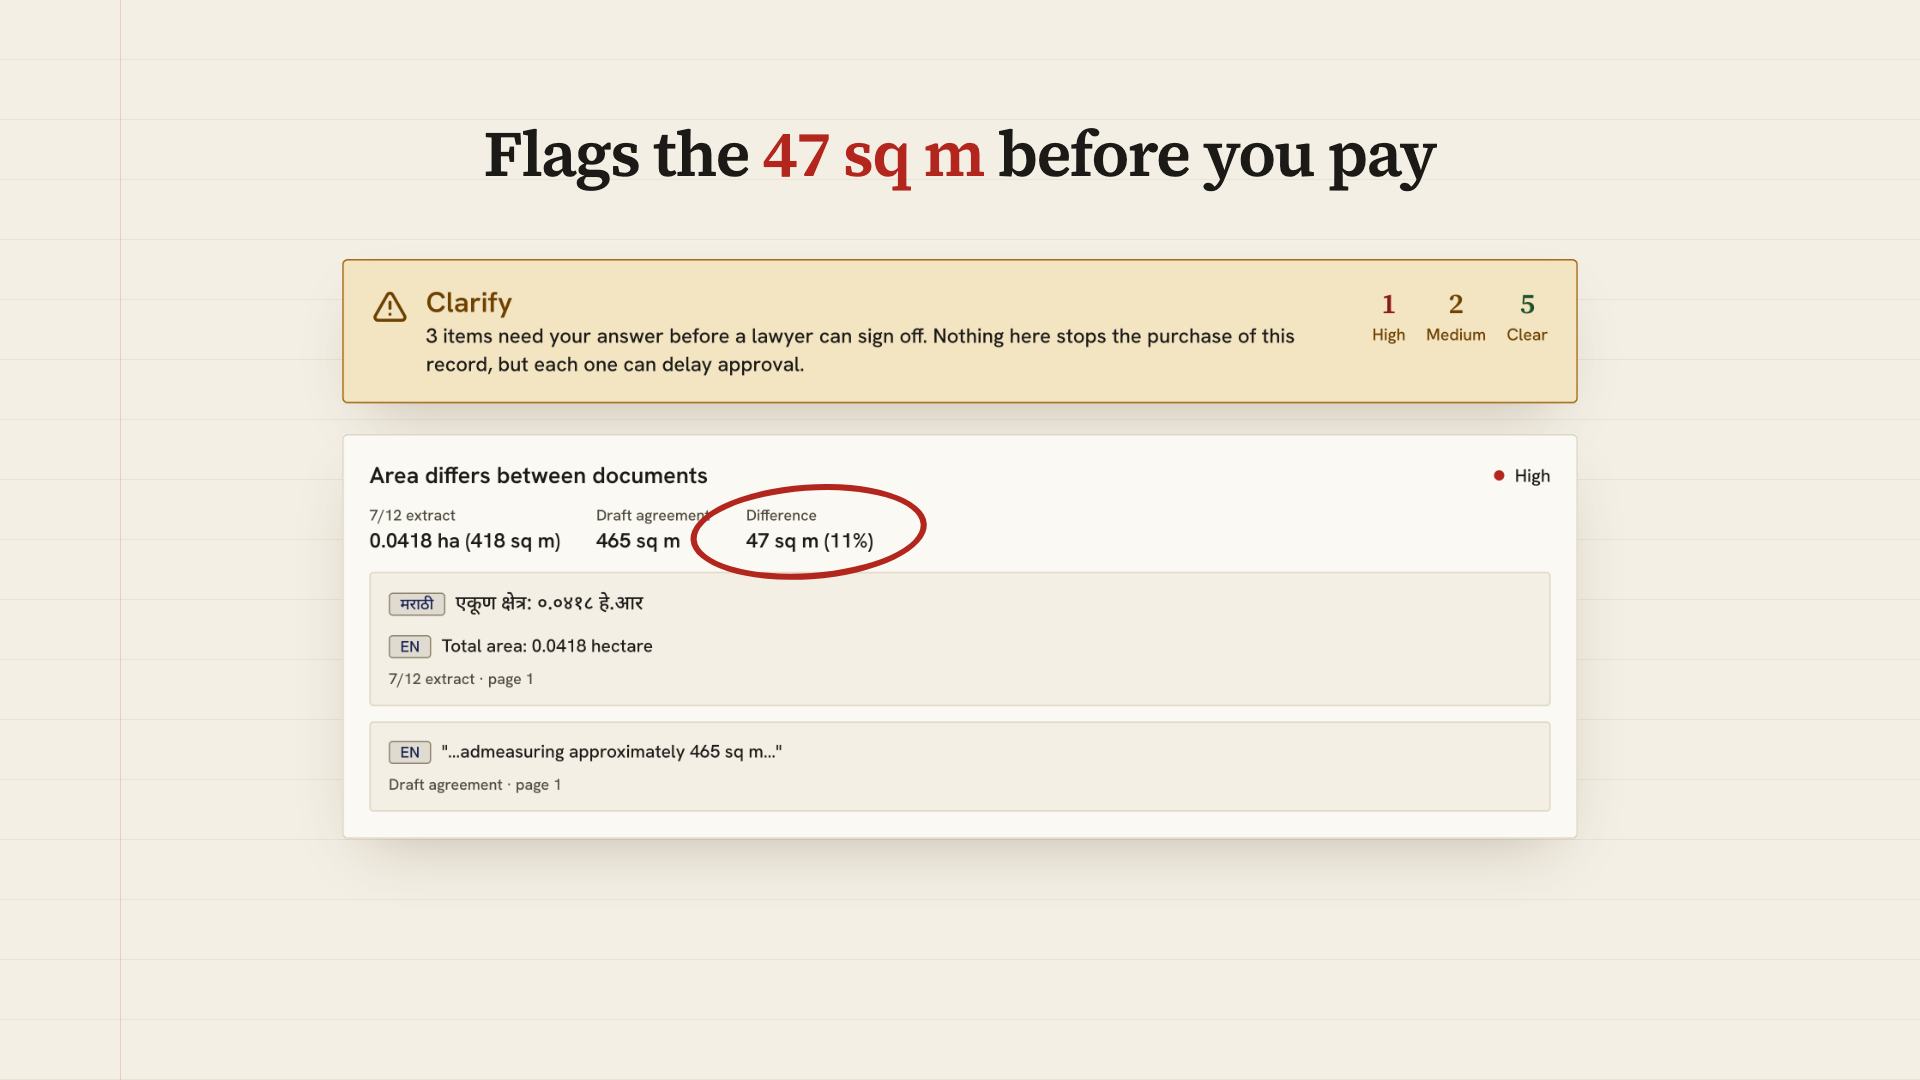 Flags the 47 sq m before you pay
Clarify
3 items need your answer before a lawyer can sign off. Nothing here stops the purchase of this
record, but each one can delay approval.
1 2 5
High Medium Clear
Area differs between documents
High
7/12 extract Draft agreement Difference
0.0418 ha (418 sq m) 465 sq m 47 sq m (11%)
मराठी एकूण क्षेत्र: ०.०४१८ हे.आर
EN Total area: 0.0418 hectare
7/12 extract · page 1
EN "...admeasuring approximately 465 sq m..."
Draft agreement · page 1